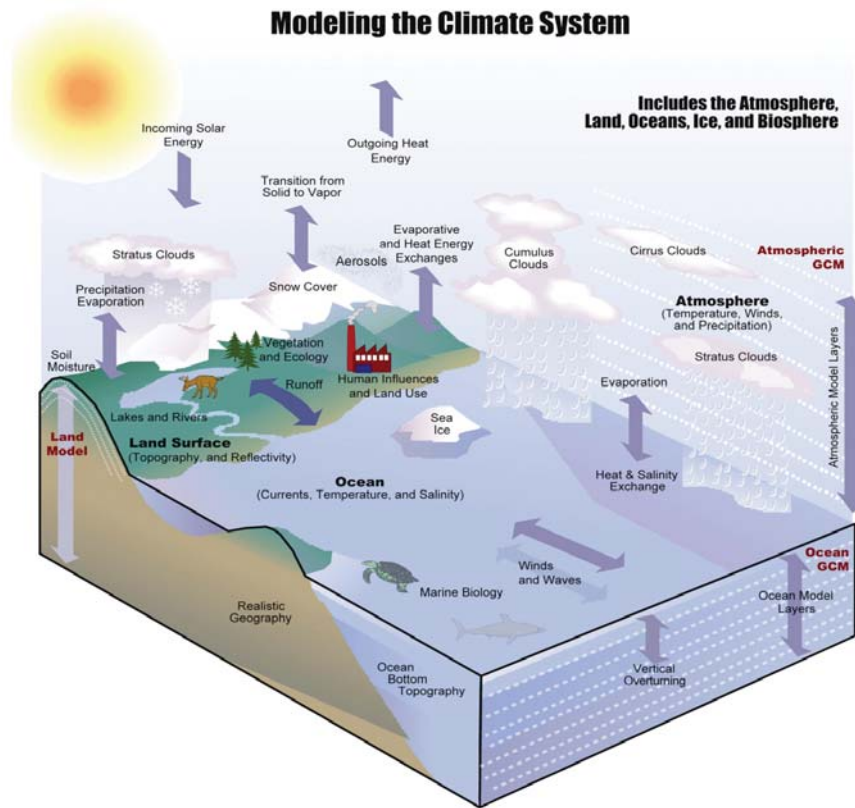 Modeling the Climate System
Includes the Atmosphere,
Land, Oceans, Ice, and Biosphere
Incoming Solar
Energy
Outgoing Heat
Energy
Transition from
Solid to Vapor
Stratus Clouds
Precipitation
Evaporation
Snow Cover
Aerosols
Evaporative
and Heat Energy
Exchanges
Cumulus
Clouds
Cirrus Clouds
Atmospheric
GCM
Atmosphere
(Temperature, Winds,
and Precipitation)
Stratus Clouds
Atmospheric Model Layers
Soil
Moisture
Vegetation
and Ecology
Human Influences
and Land Use
Runoff
Lakes and Rivers
Land
Model
Land Surface
(Topography, and Reflectivity)
Sea
Ice
Evaporation
Heat & Salinity
Exchange
Ocean
(Currents, Temperature, and Salinity)
Winds
and Waves
Ocean
GCM
Ocean Model
Layers
Marine Biology
Realistic
Geography
Ocean
Bottom
Topography
Vertical
Overturning